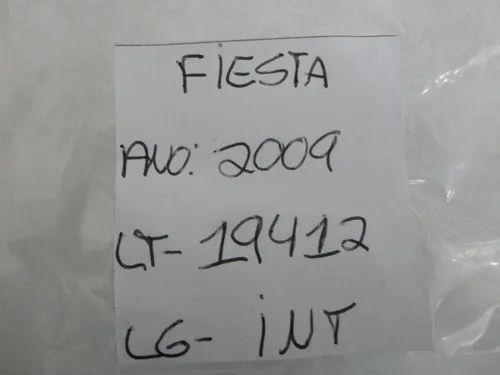 FIESTA
ANO: 2009
LT- 19412
LG- INT